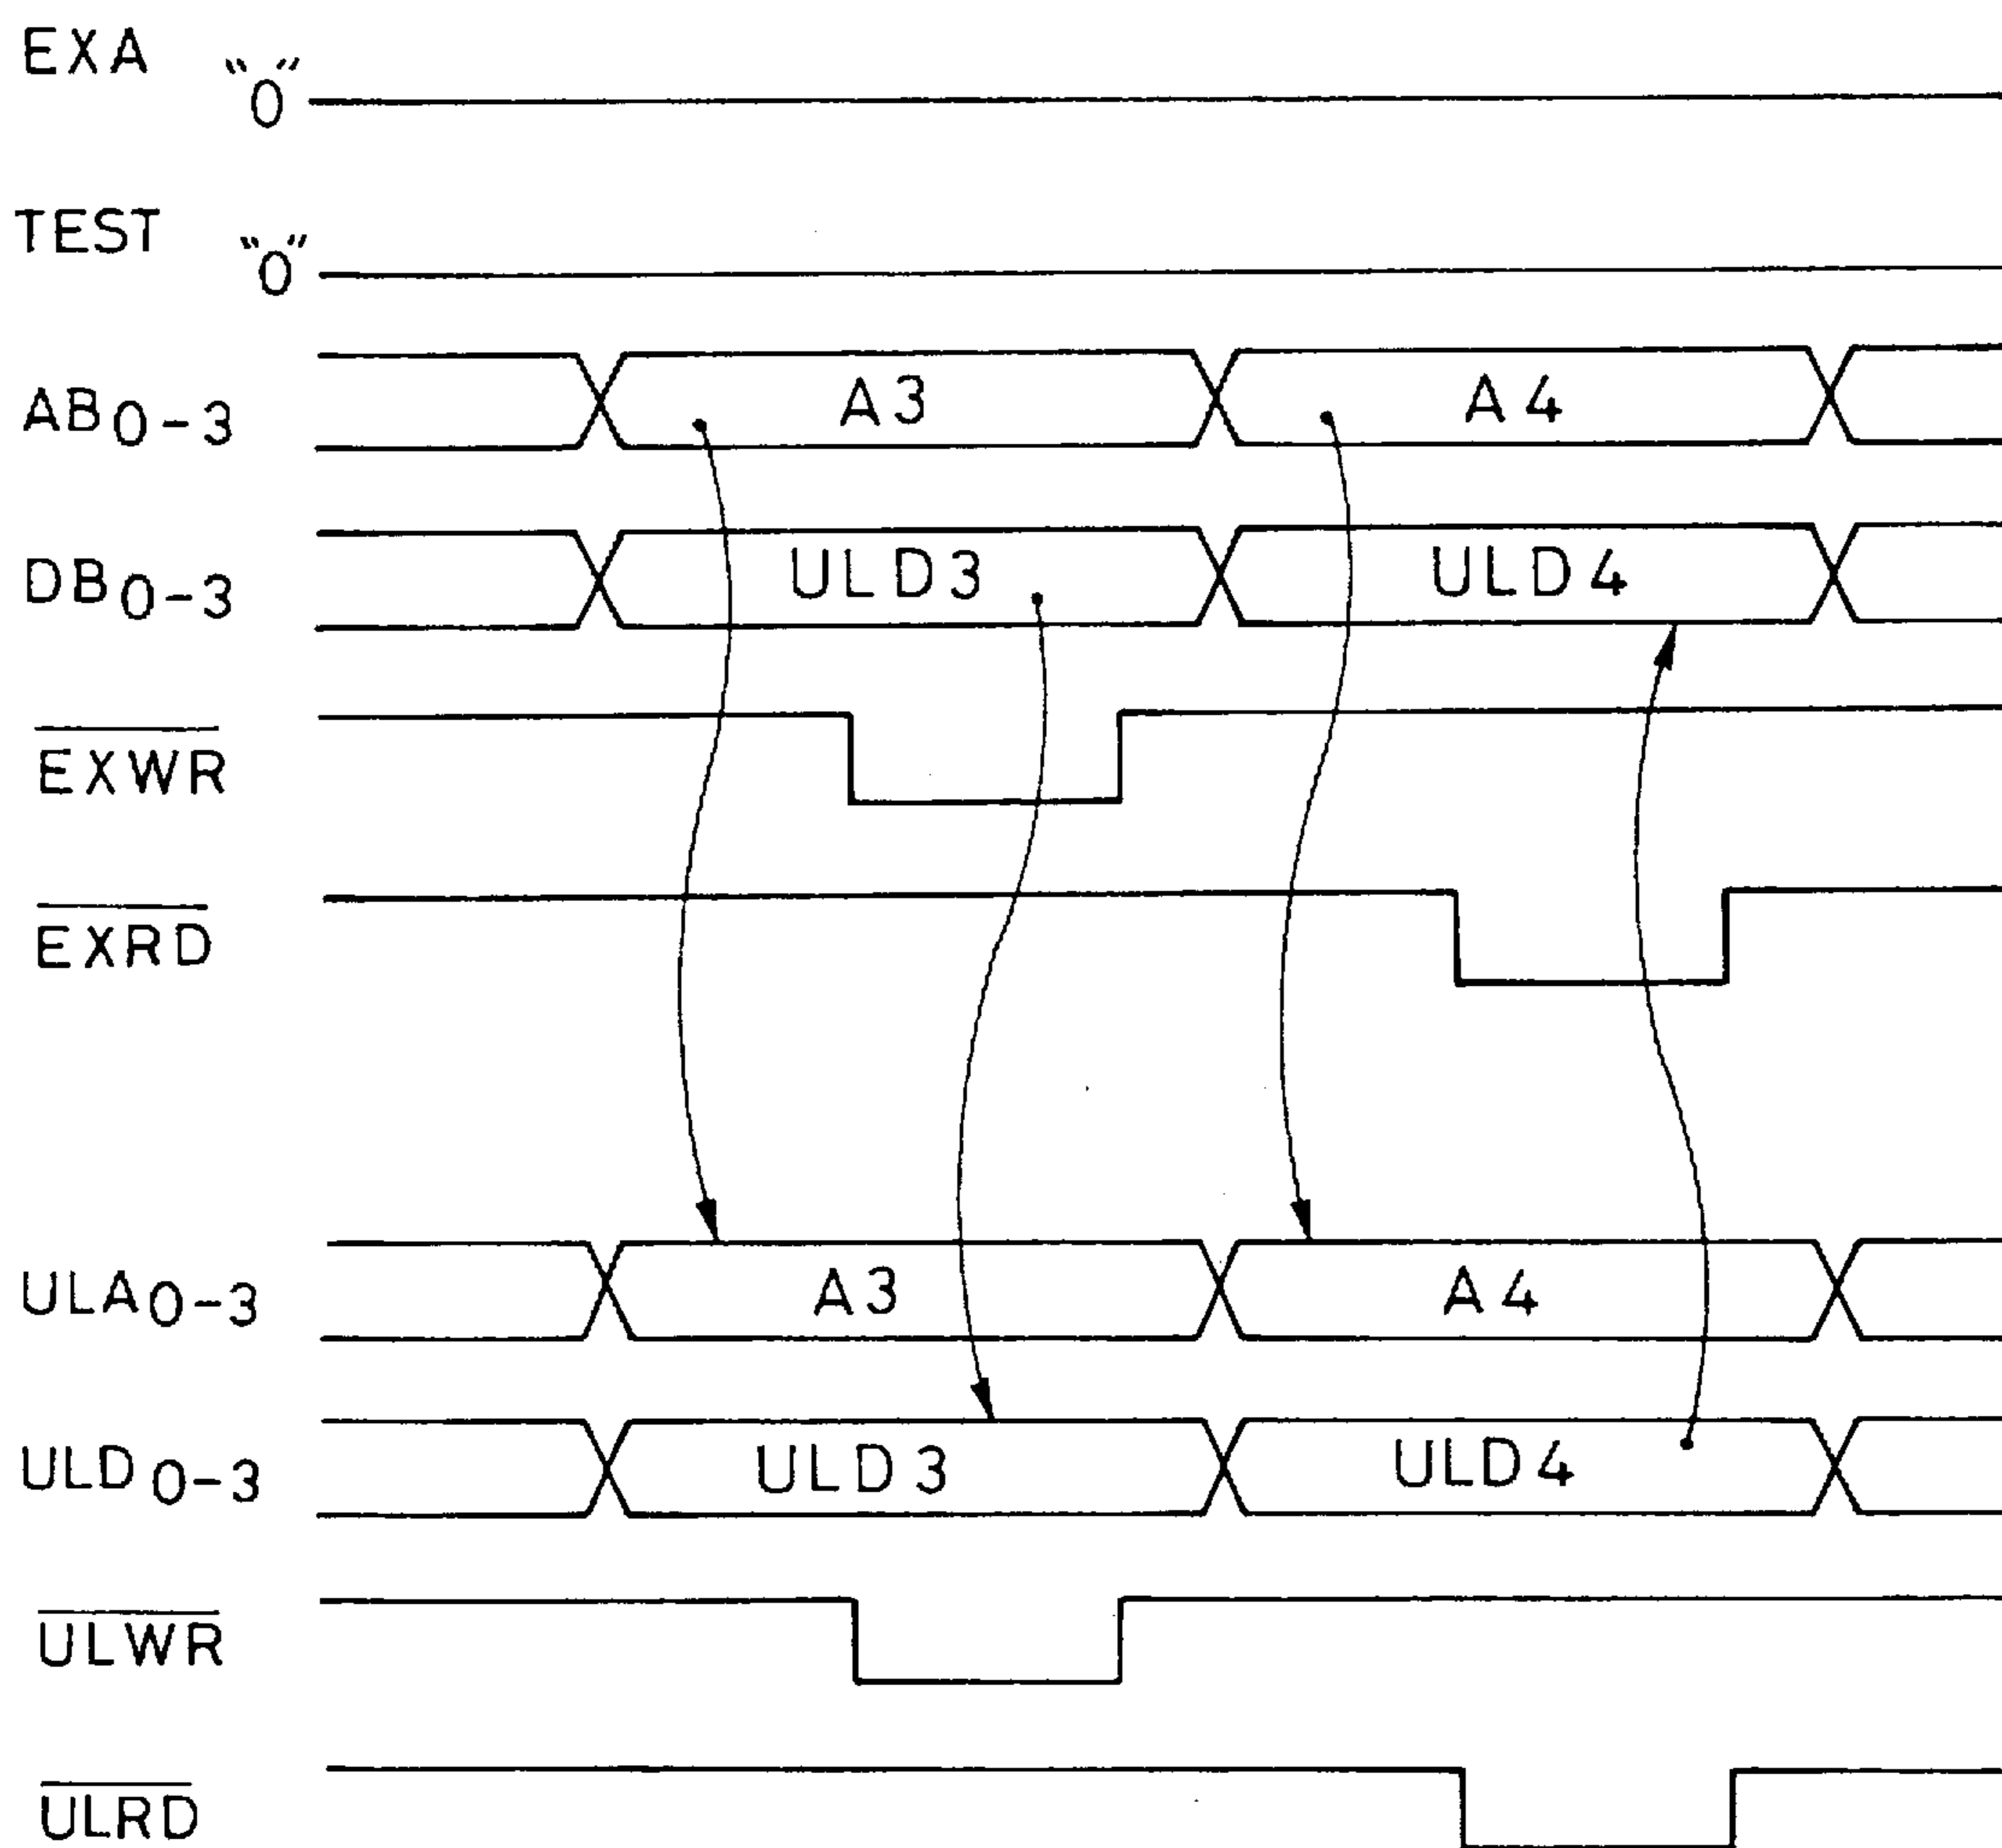 EXA "0"
TEST "0"
AB0-3 A3 A4
DB0-3 ULD3 ULD4
EXWR
EXRD
ULA0-3 A3 A4
ULD0-3 ULD3 ULD4
ULWR
ULRD